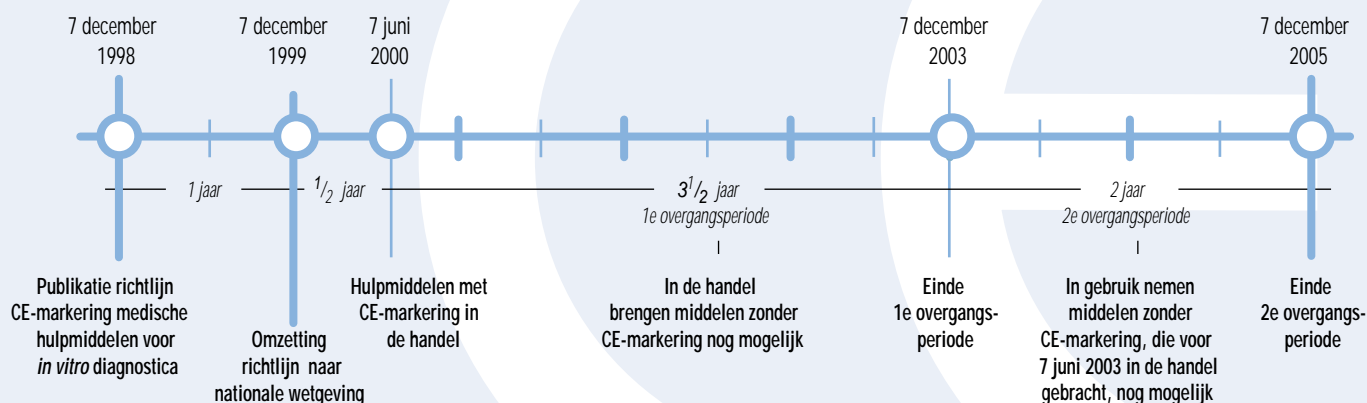 7 december
1998
7 december
1999
7 juni
2000
7 december
2003
7 december
2005
1 jaar
1/2 jaar
3 1/2 jaar
1e overgangsperiode
2 jaar
2e overgangsperiode
Publikatie richtlijn
CE-markering medische
hulpmiddelen voor
in vitro diagnostica
Omzetting
richtlijn naar
nationale wetgeving
Hulpmiddelen met
CE-markering in
de handel
In de handel
brengen middelen zonder
CE-markering nog mogelijk
Einde
1e overgangs-
periode
In gebruik nemen
middelen zonder
CE-markering, die voor
7 juni 2003 in de handel
gebracht, nog mogelijk
Einde
2e overgangs-
periode